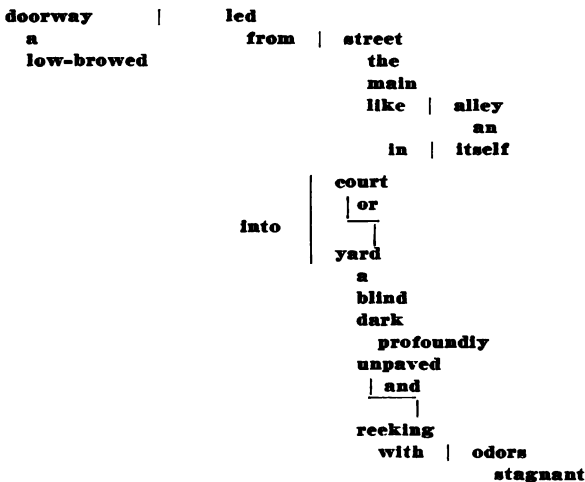 doorway | led
a from | street
low-browed the
main
like | alley
an
in | itself
court
| or
into
yard
a
blind
dark
profoundly
unpaved
| and
reeking
with | odors
stagnant